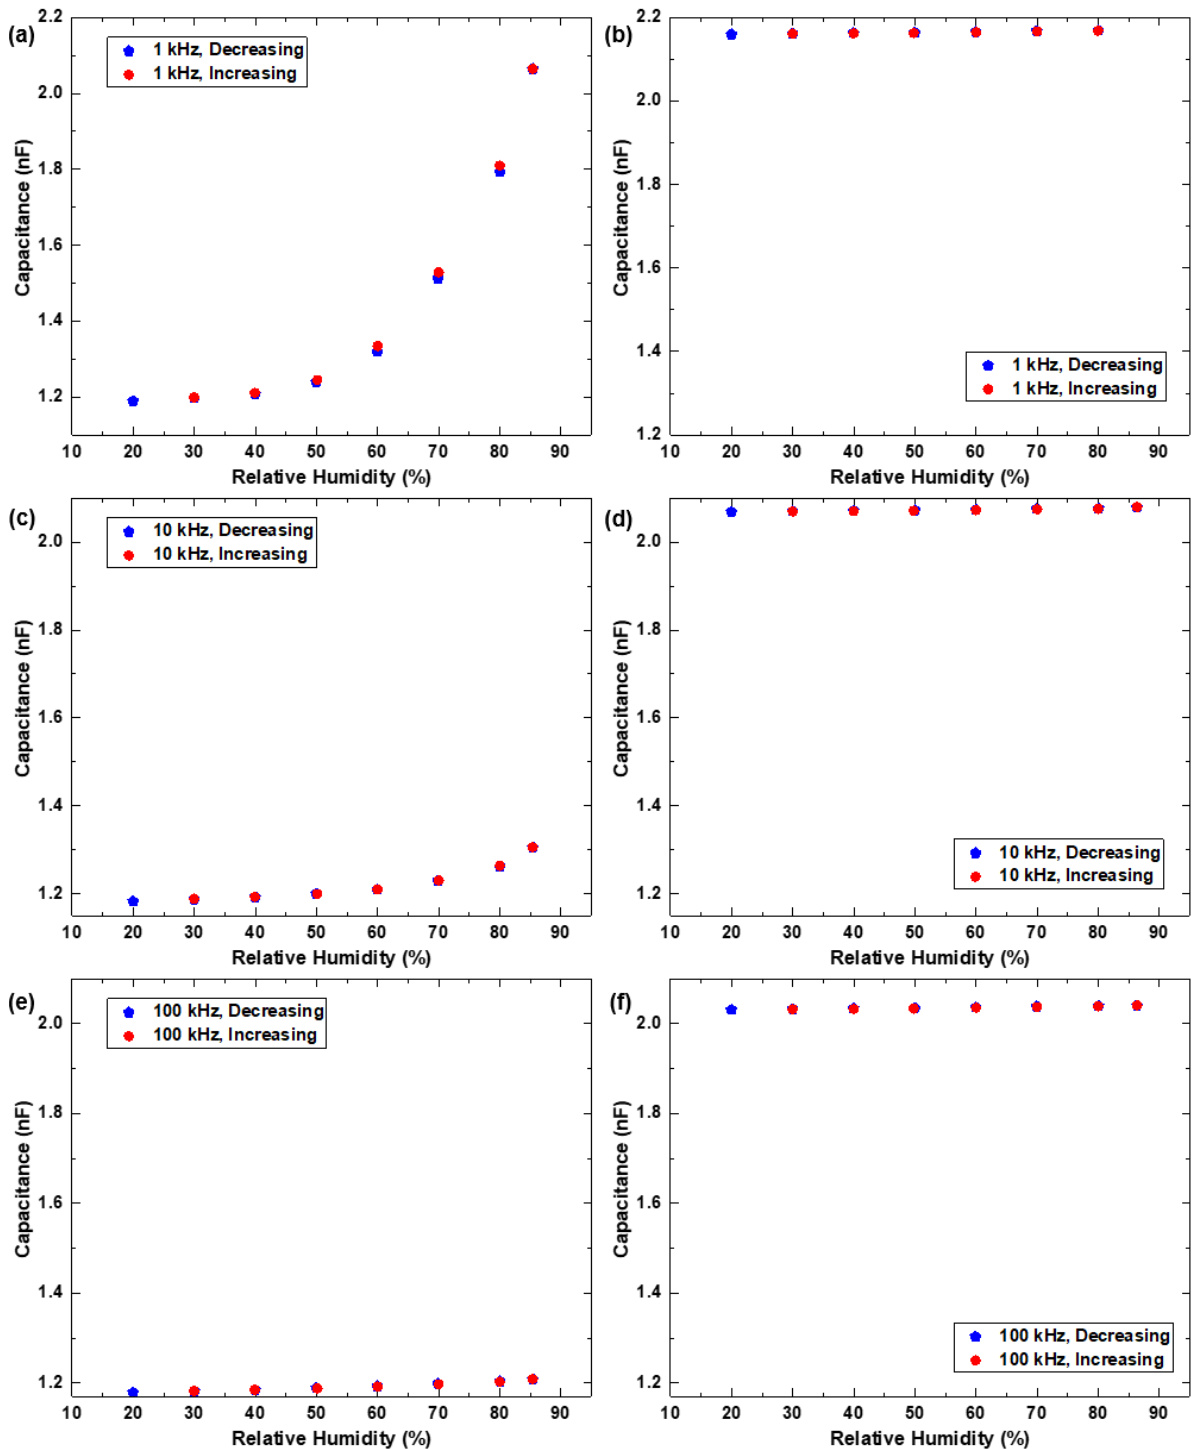 (a)
2.2
2.0
1.8
1.6
1.4
1.2
Capacitance (nF)
1 kHz, Decreasing
1 kHz, Increasing
10 20 30 40 50 60 70 80 90
Relative Humidity (%)
(b)
2.2
2.0
1.8
1.6
1.4
1.2
Capacitance (nF)
1 kHz, Decreasing
1 kHz, Increasing
10 20 30 40 50 60 70 80 90
Relative Humidity (%)
(c)
2.0
1.8
1.6
1.4
1.2
Capacitance (nF)
10 kHz, Decreasing
10 kHz, Increasing
10 20 30 40 50 60 70 80 90
Relative Humidity (%)
(d)
2.0
1.8
1.6
1.4
1.2
Capacitance (nF)
10 kHz, Decreasing
10 kHz, Increasing
10 20 30 40 50 60 70 80 90
Relative Humidity (%)
(e)
2.0
1.8
1.6
1.4
1.2
Capacitance (nF)
100 kHz, Decreasing
100 kHz, Increasing
10 20 30 40 50 60 70 80 90
Relative Humidity (%)
(f)
2.0
1.8
1.6
1.4
1.2
Capacitance (nF)
100 kHz, Decreasing
100 kHz, Increasing
10 20 30 40 50 60 70 80 90
Relative Humidity (%)